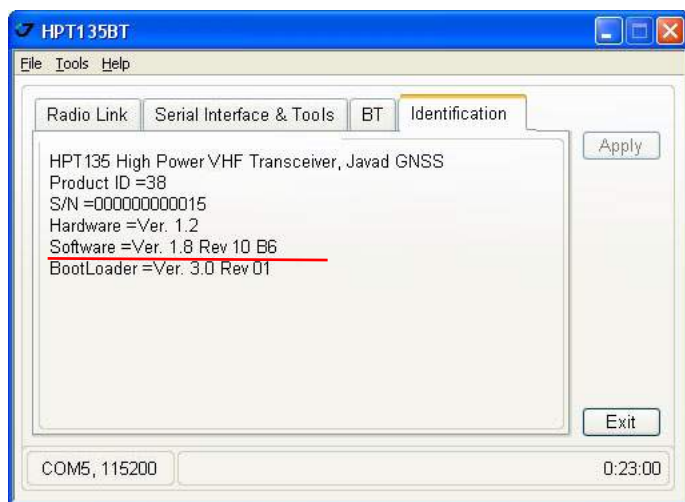 HPT135BT
File Tools Help
Radio Link Serial Interface & Tools BT Identification
Apply
HPT135 High Power VHF Transceiver, Javad GNSS
Product ID =38
S/N =000000000015
Hardware =Ver. 1.2
Software =Ver. 1.8 Rev 10 B6
BootLoader =Ver. 3.0 Rev 01
Exit
COM5, 115200 0:23:00